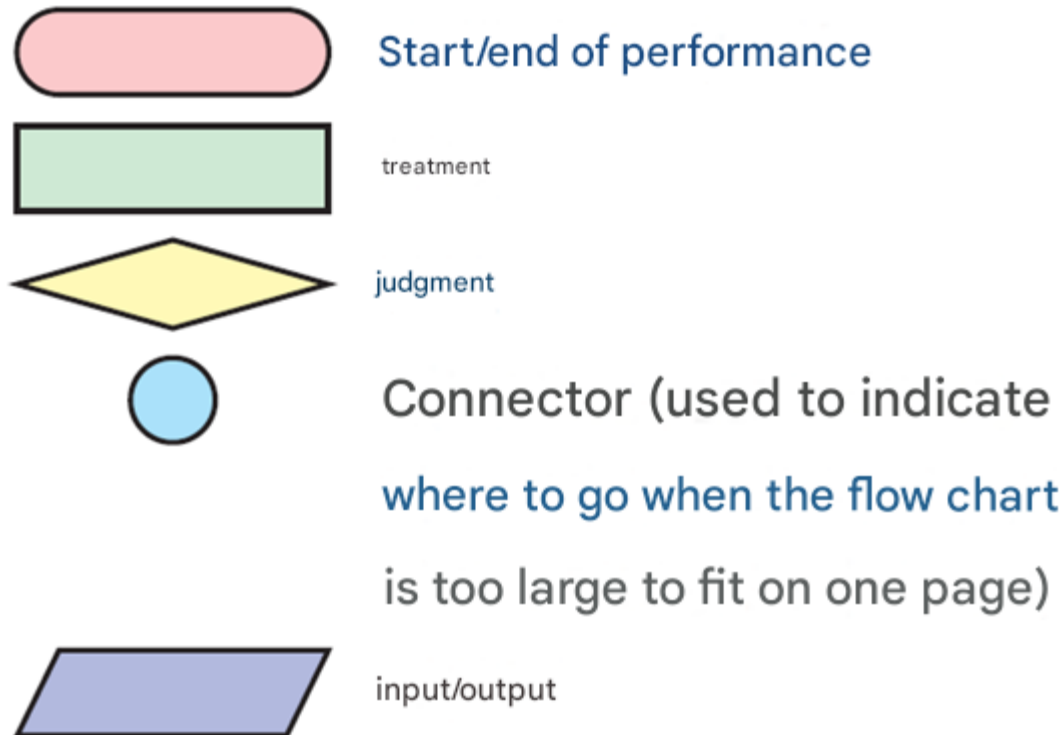 Start/end of performance
treatment
judgment
Connector (used to indicate
where to go when the flow chart
is too large to fit on one page)
input/output